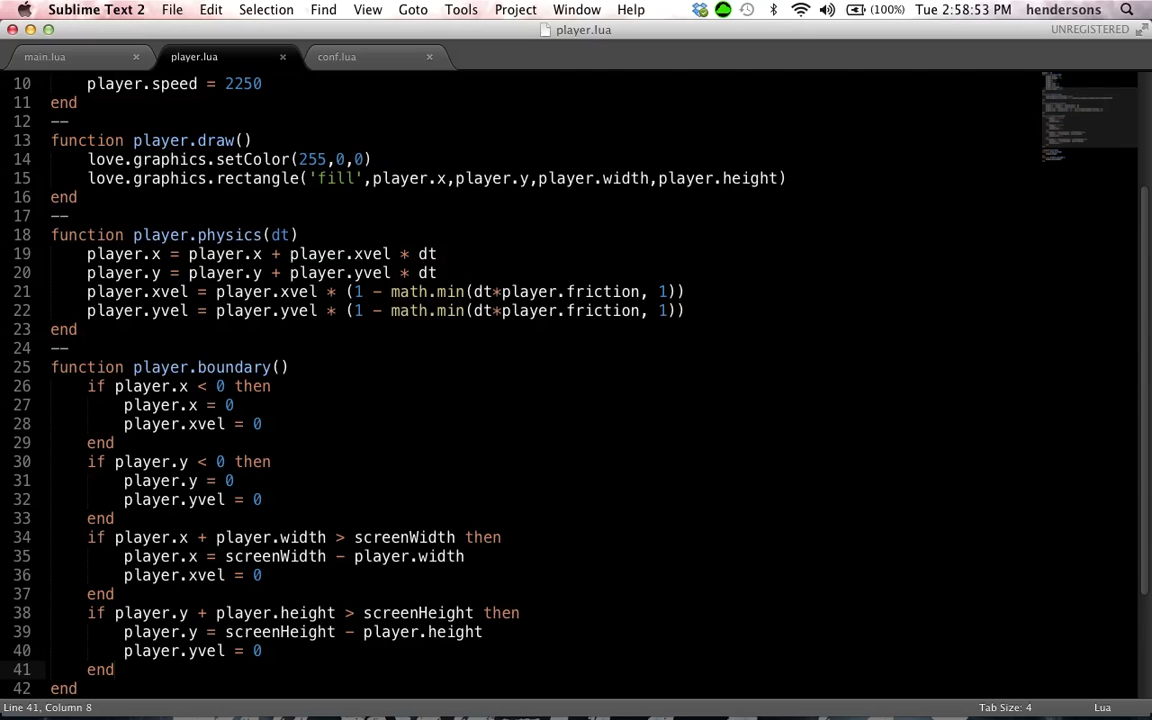 Sublime Text 2 File Edit Selection Find View Goto Tools Project Window Help (100%) Tue 2:58:53 PM hendersons
player.lua UNREGISTERED
main.lua × player.lua × conf.lua ×
10 player.speed = 2250
11 end
12 --
13 function player.draw()
14 love.graphics.setColor(255,0,0)
15 love.graphics.rectangle('fill',player.x,player.y,player.width,player.height)
16 end
17 --
18 function player.physics(dt)
19 player.x = player.x + player.xvel * dt
20 player.y = player.y + player.yvel * dt
21 player.xvel = player.xvel * (1 - math.min(dt*player.friction, 1))
22 player.yvel = player.yvel * (1 - math.min(dt*player.friction, 1))
23 end
24 --
25 function player.boundary()
26 if player.x < 0 then
27 player.x = 0
28 player.xvel = 0
29 end
30 if player.y < 0 then
31 player.y = 0
32 player.yvel = 0
33 end
34 if player.x + player.width > screenWidth then
35 player.x = screenWidth - player.width
36 player.xvel = 0
37 end
38 if player.y + player.height > screenHeight then
39 player.y = screenHeight - player.height
40 player.yvel = 0
41 end
42 end
Line 41, Column 8 Tab Size: 4 Lua